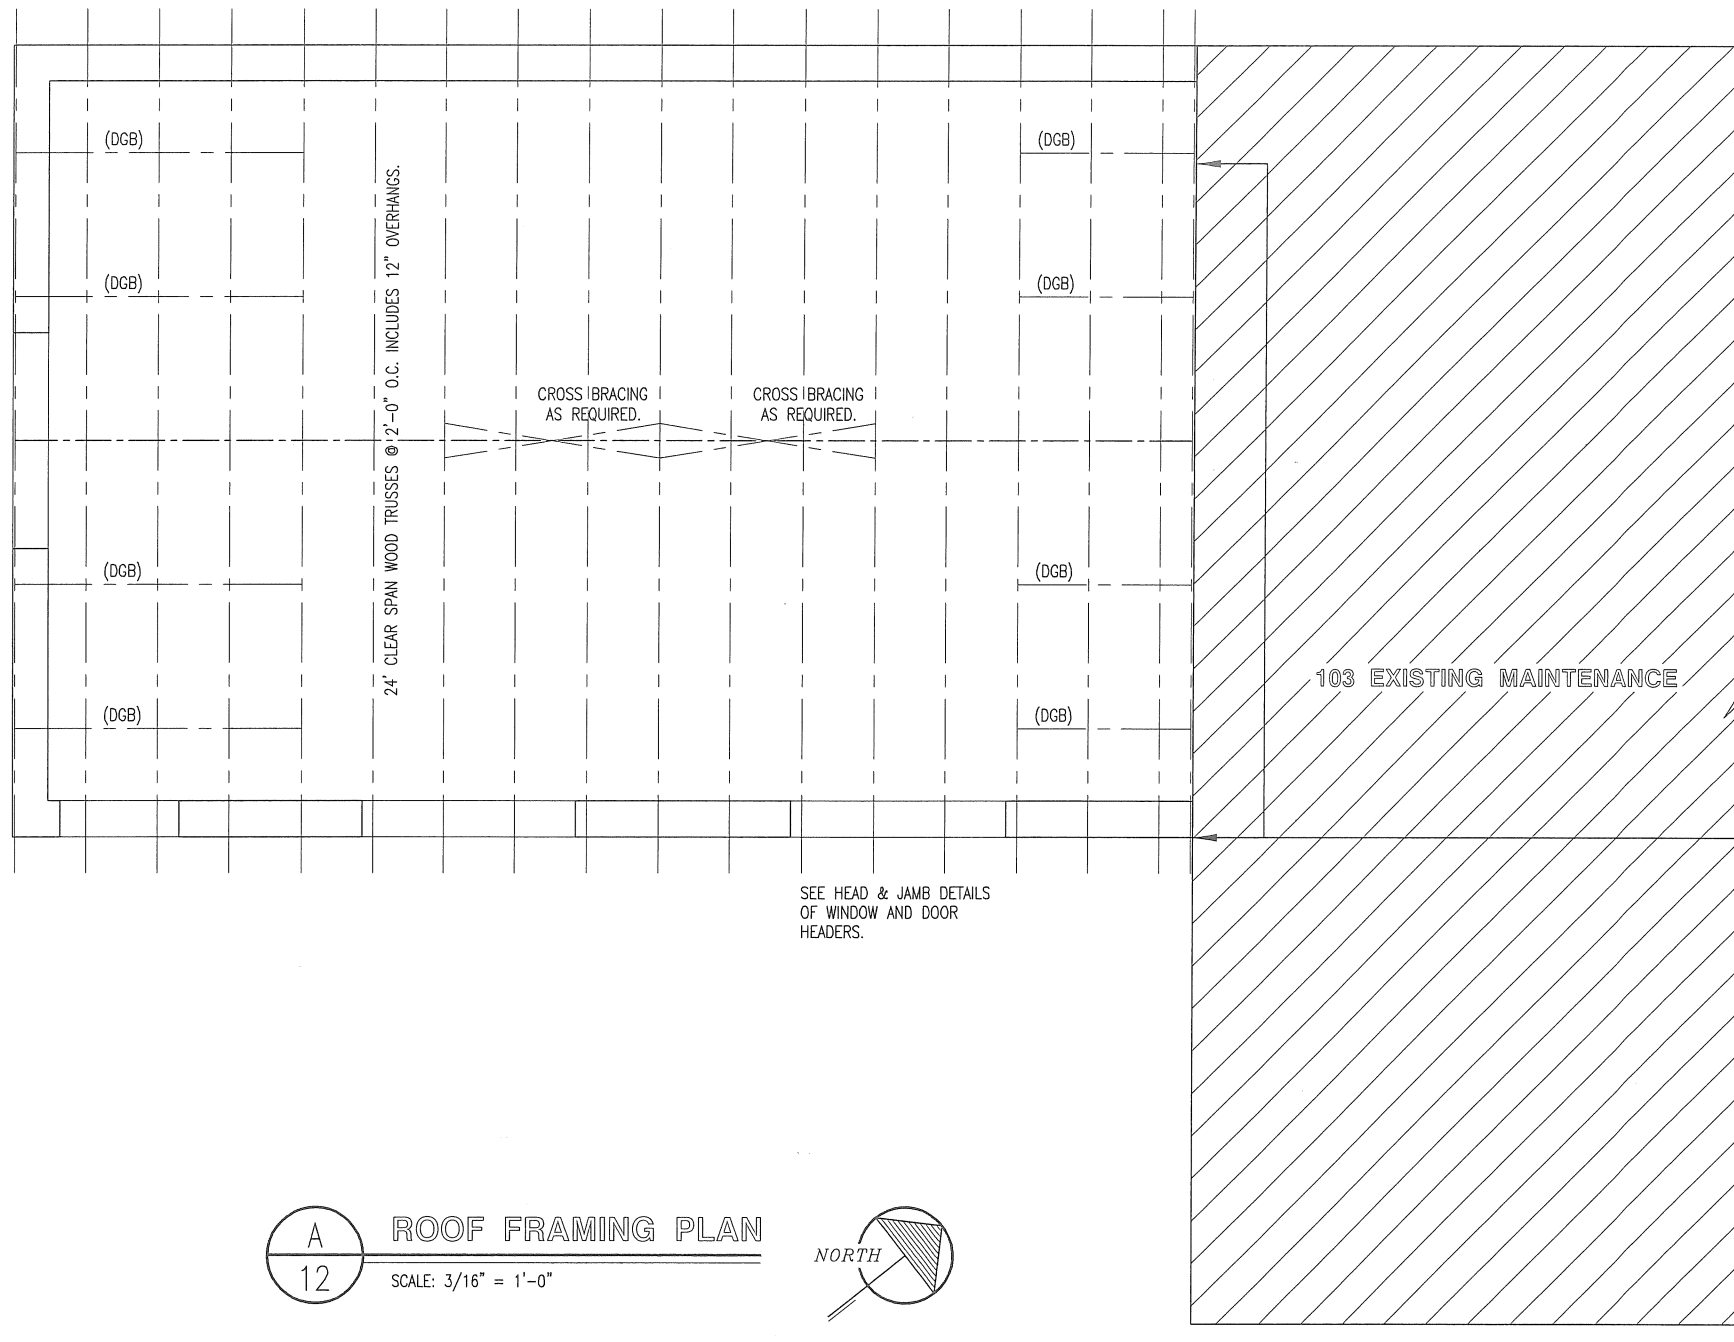 (DGB)
(DGB)
(DGB)
(DGB)
24' CLEAR SPAN WOOD TRUSSES @ 2'-0" O.C. INCLUDES 12" OVERHANGS.
CROSS BRACING
AS REQUIRED.
CROSS BRACING
AS REQUIRED.
(DGB)
(DGB)
103 EXISTING MAINTENANCE
(DGB)
(DGB)
SEE HEAD & JAMB DETAILS
OF WINDOW AND DOOR
HEADERS.
A
12
ROOF FRAMING PLAN
SCALE: 3/16" = 1'-0"
NORTH